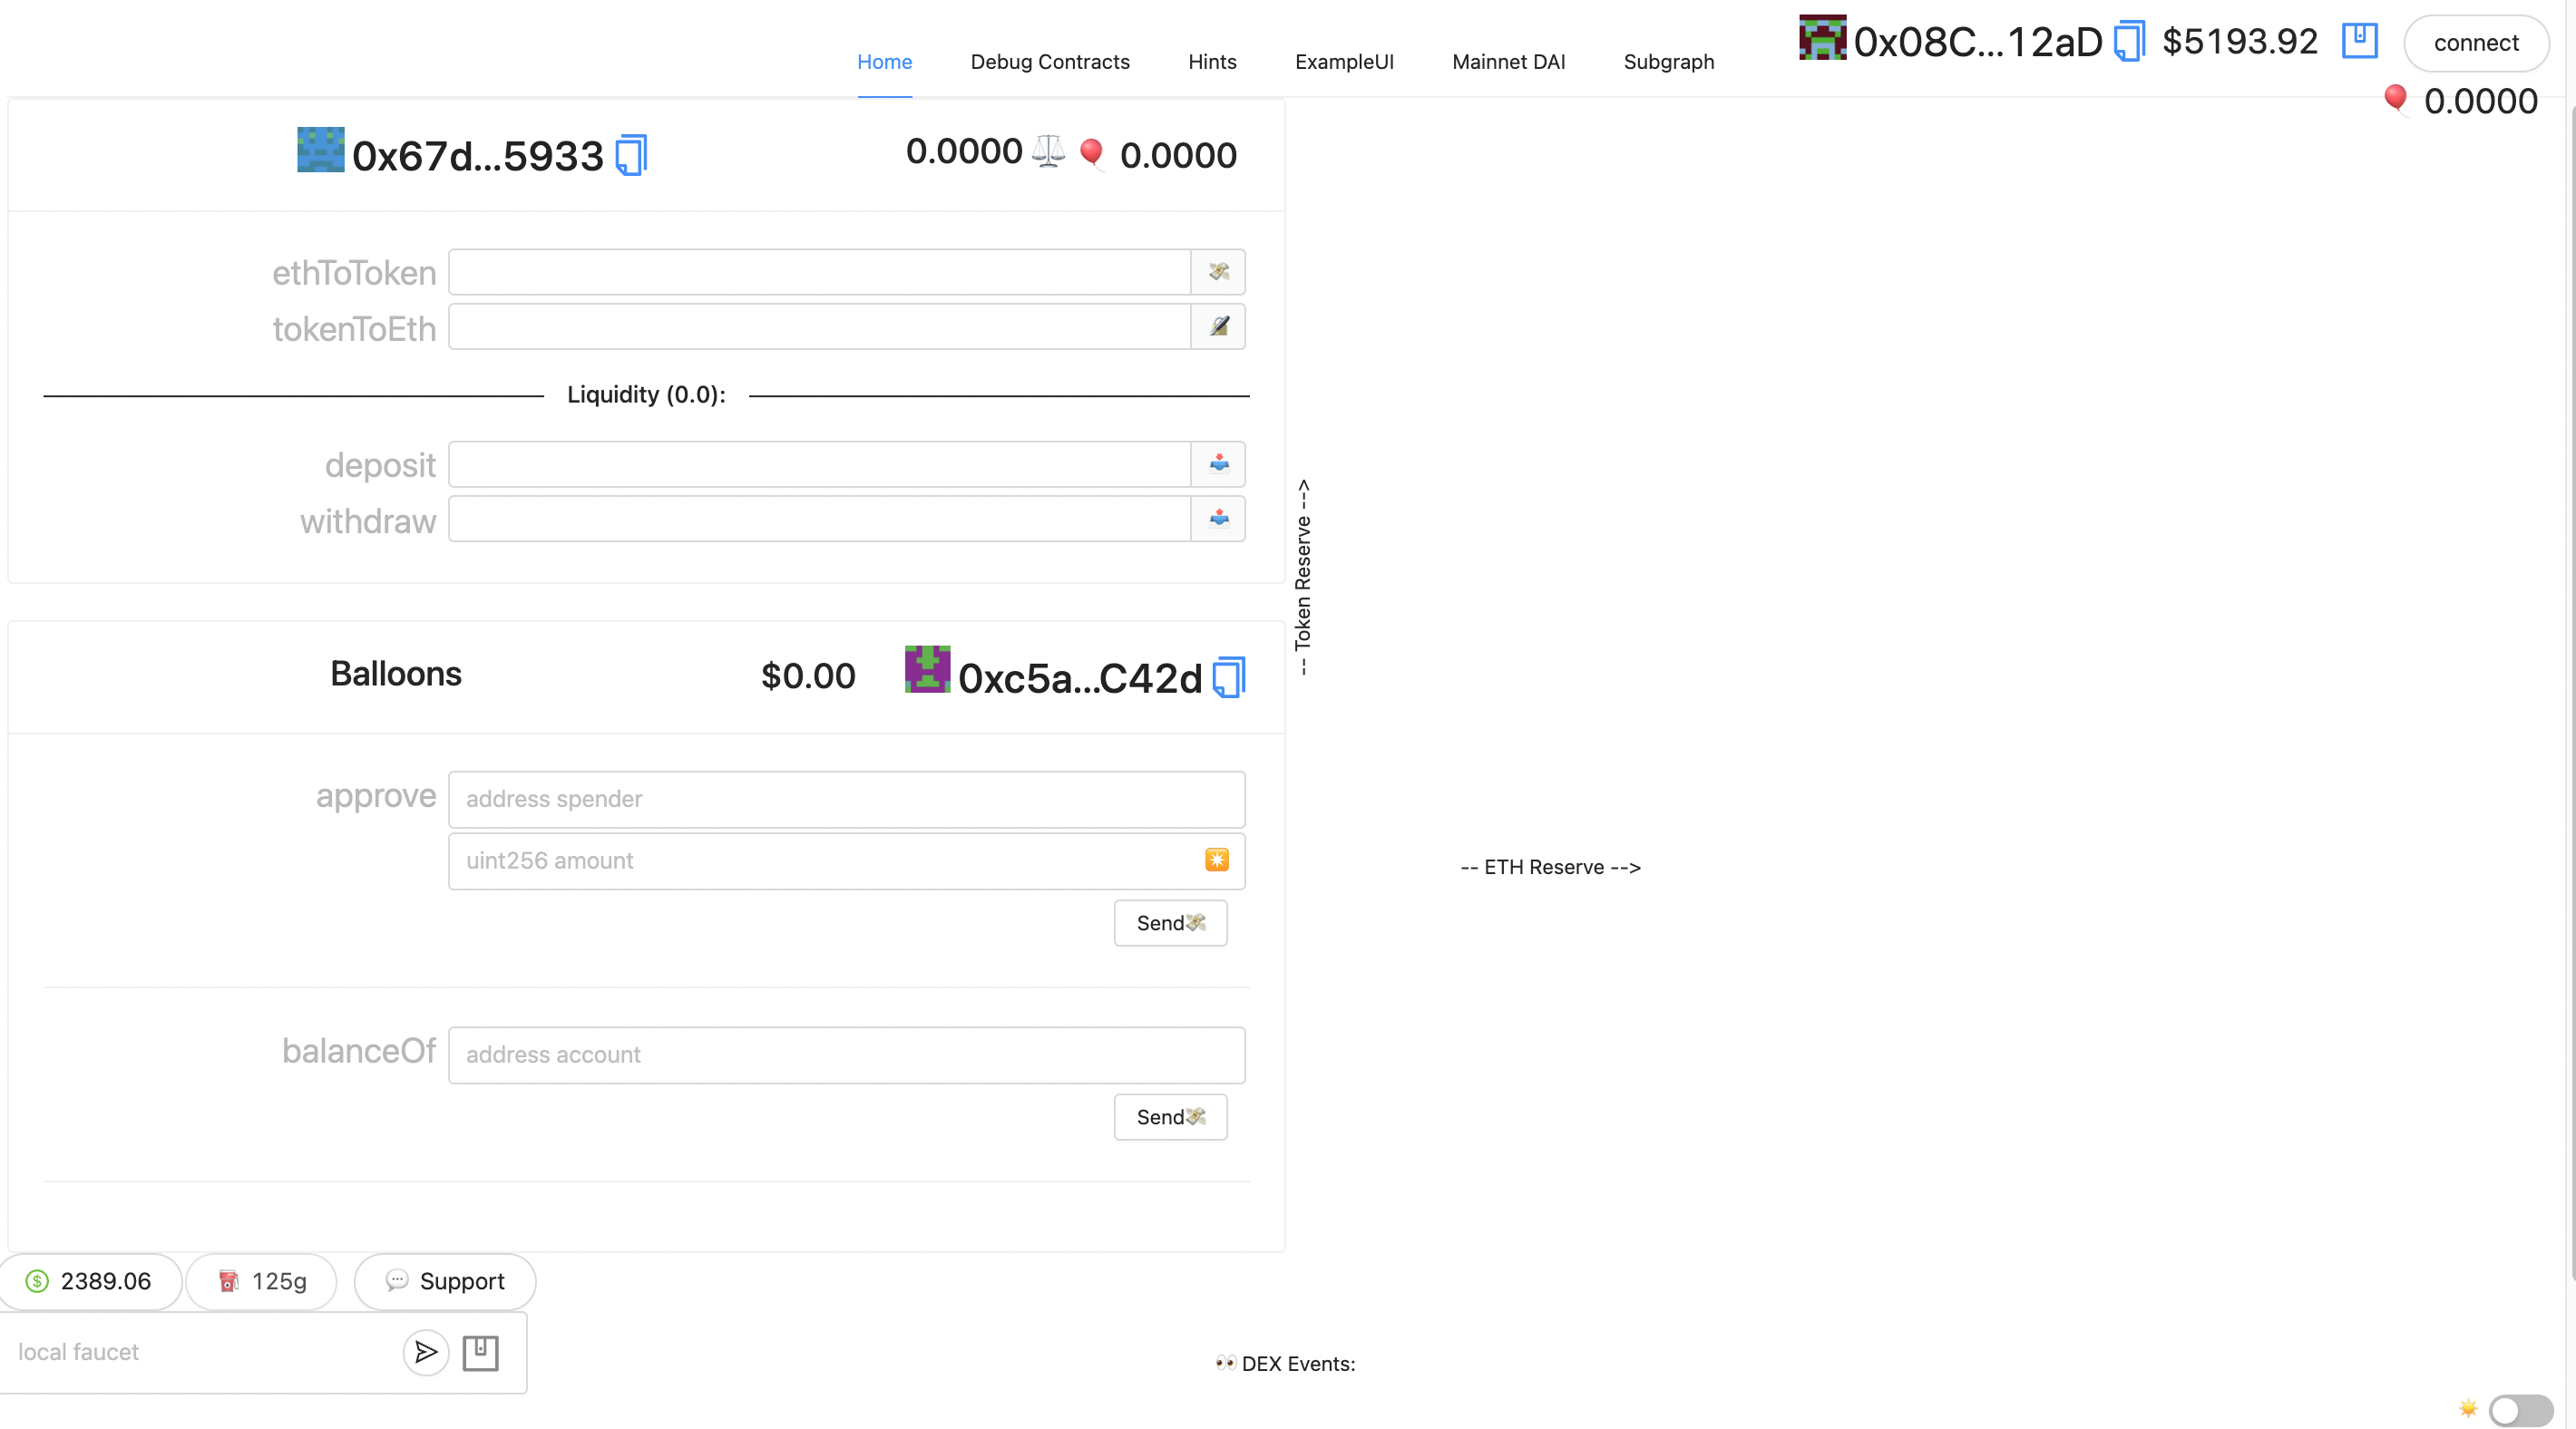 Home Debug Contracts Hints ExampleUI Mainnet DAI Subgraph
0x08C...12aD $5193.92 connect
0.0000
0x67d...5933 0.0000 0.0000
ethToToken
tokenToEth
Liquidity (0.0):
deposit
withdraw
-- Token Reserve -->
Balloons $0.00 0xc5a...C42d
approve address spender
uint256 amount
-- ETH Reserve -->
Send
balanceOf address account
Send
2389.06 125g Support
local faucet
DEX Events: